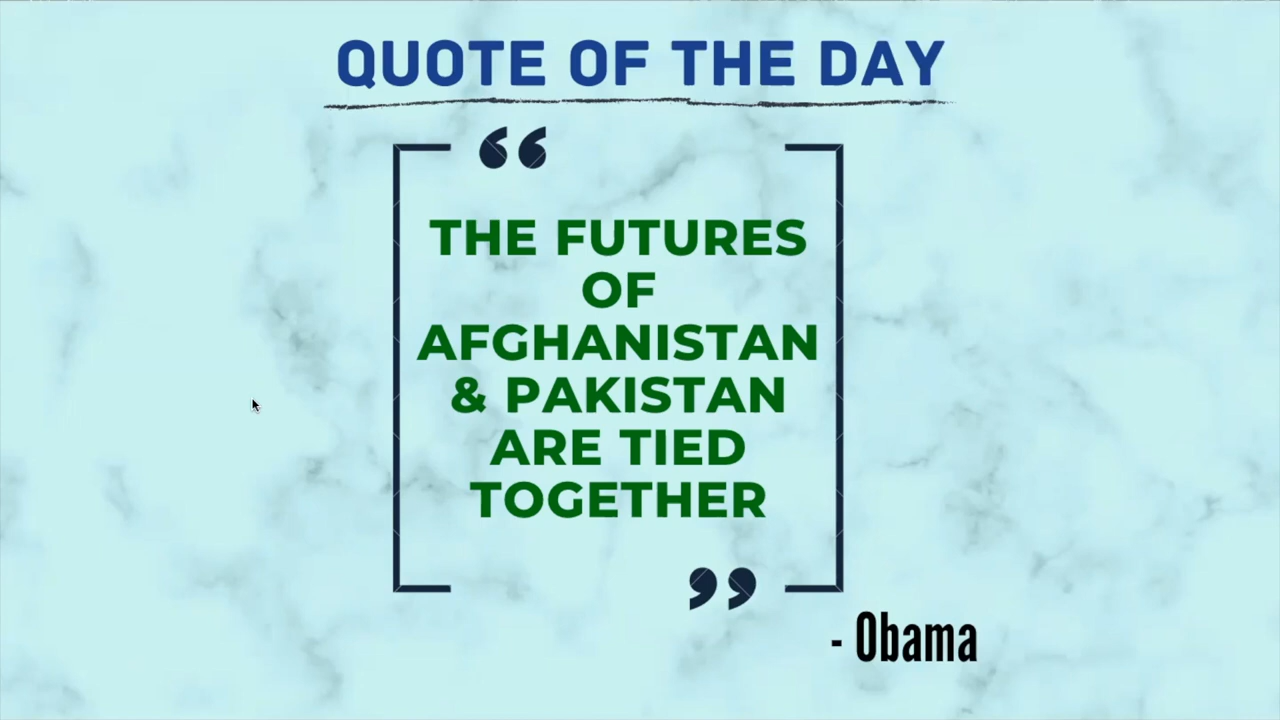 QUOTE OF THE DAY
“
THE FUTURES
OF
AFGHANISTAN
& PAKISTAN
ARE TIED
TOGETHER
”
- Obama